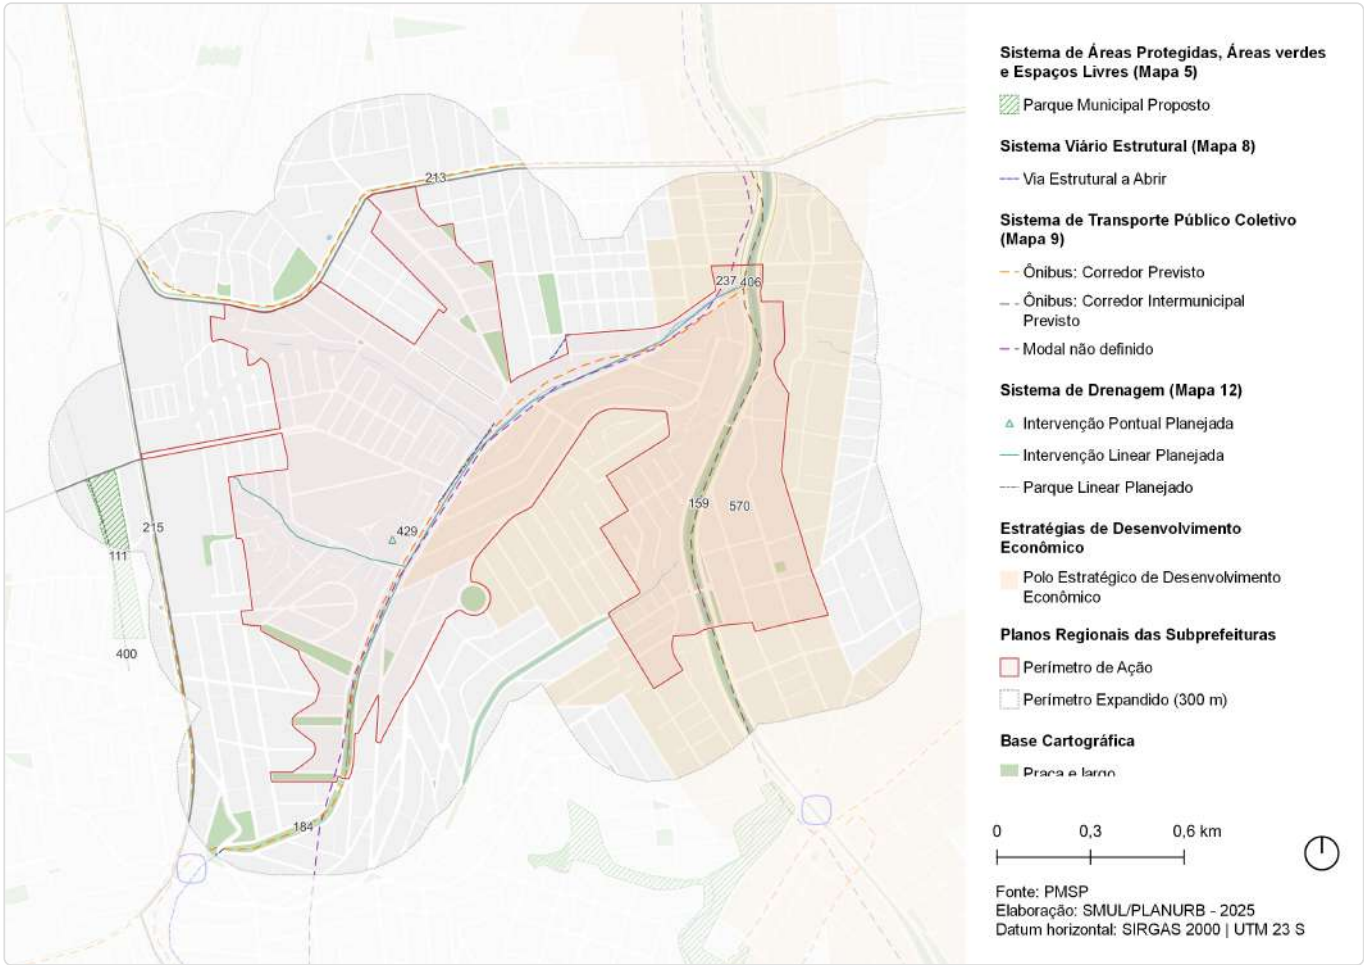 213
237 406
215
111
400
429
159 570
184
Sistema de Áreas Protegidas, Áreas verdes
e Espaços Livres (Mapa 5)
Parque Municipal Proposto
Sistema Viário Estrutural (Mapa 8)
Via Estrutural a Abrir
Sistema de Transporte Público Coletivo
(Mapa 9)
Ônibus: Corredor Previsto
Ônibus: Corredor Intermunicipal
Previsto
Modal não definido
Sistema de Drenagem (Mapa 12)
Intervenção Pontual Planejada
Intervenção Linear Planejada
Parque Linear Planejado
Estratégias de Desenvolvimento
Econômico
Polo Estratégico de Desenvolvimento
Econômico
Planos Regionais das Subprefeituras
Perímetro de Ação
Perímetro Expandido (300 m)
Base Cartográfica
Praça e largo
0 0,3 0,6 km
Fonte: PMSP
Elaboração: SMUL/PLANURB - 2025
Datum horizontal: SIRGAS 2000 | UTM 23 S